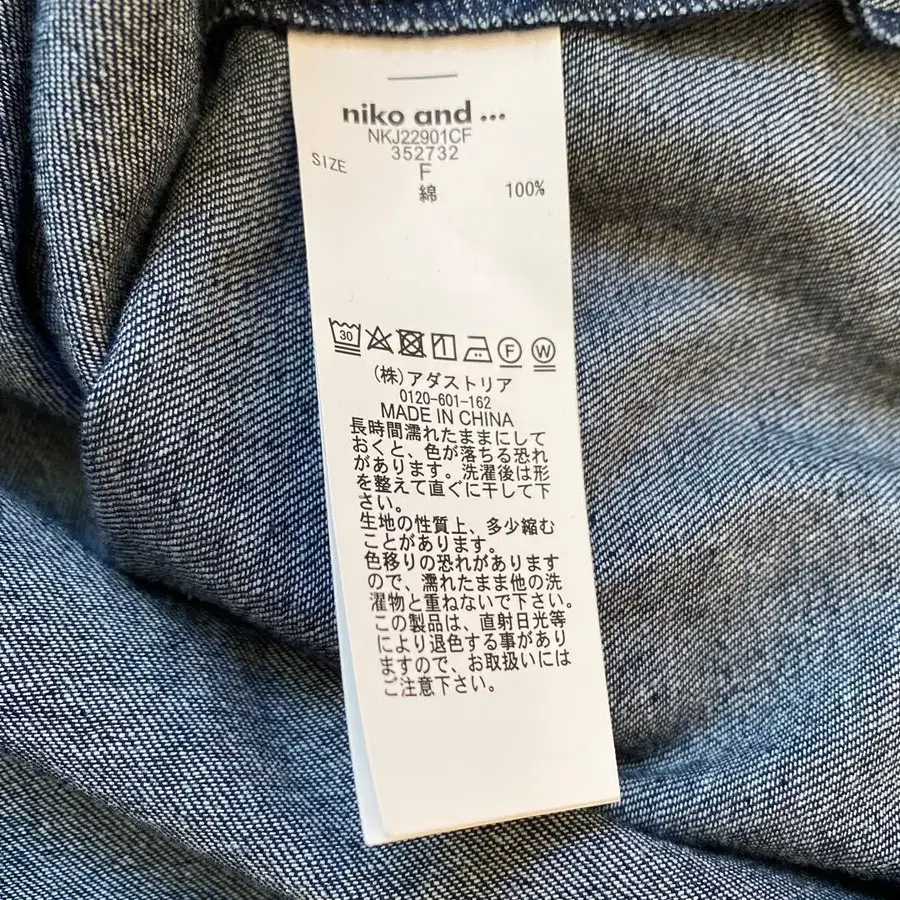 niko and ...
NKJ22901CF
352732
SIZE F
綿 100%
30 F W
(株)アダストリア
0120-601-162
MADE IN CHINA
長時間濡れたままにして
おくと、色が落ちる恐れ
があります。洗濯後は形
を整えて直ぐに干して下
さい。
生地の性質上、多少縮む
ことがあります。
色移りの恐れがあります
ので、濡れたまま他の洗
濯物と重ねないで下さい。
この製品は、直射日光等
により退色する事があり
ますので、お取扱いには
ご注意下さい。